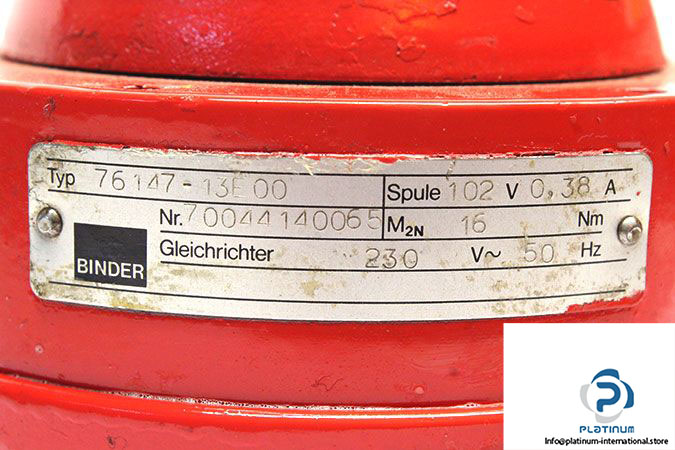 Typ 76147-13E00 Spule 102 V 0,38 A
Nr. 70044140065 M2N 16 Nm
BINDER
Gleichrichter 230 V~ 50 Hz
PLATINUM
Info@platinum-international.store